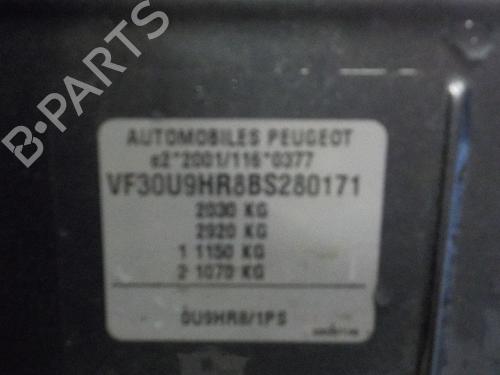 B-PARTS
AUTOMOBILES PEUGEOT
e2*2001/116*0377
VF30U9HR8BS280171
2030 KG
2920 KG
1 1150 KG
2 1070 KG
0U9HR8/1PS